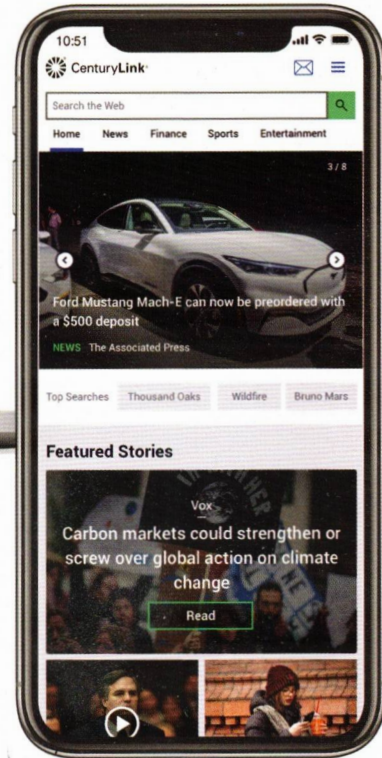 10:51
CenturyLink®
Search the Web
Home News Finance Sports Entertainment
3 / 8
Ford Mustang Mach-E can now be preordered with
a $500 deposit
NEWS The Associated Press
Top Searches Thousand Oaks Wildfire Bruno Mars
Featured Stories
Vox
Carbon markets could strengthen or
screw over global action on climate
change
Read